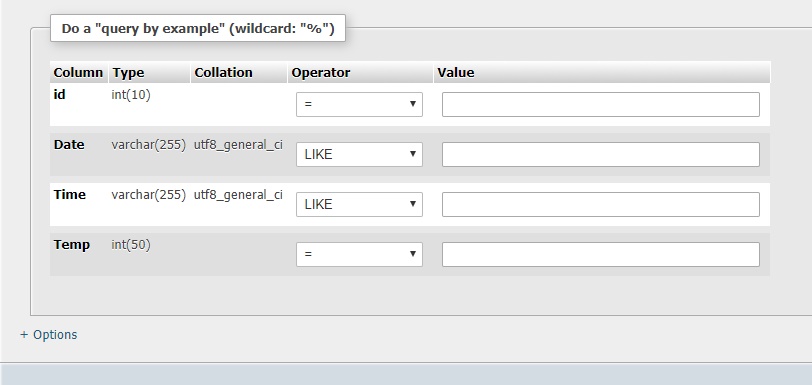 Do a "query by example" (wildcard: "%")
Column Type Collation Operator Value
id int(10) =
Date varchar(255) utf8_general_ci LIKE
Time varchar(255) utf8_general_ci LIKE
Temp int(50) =
+ Options